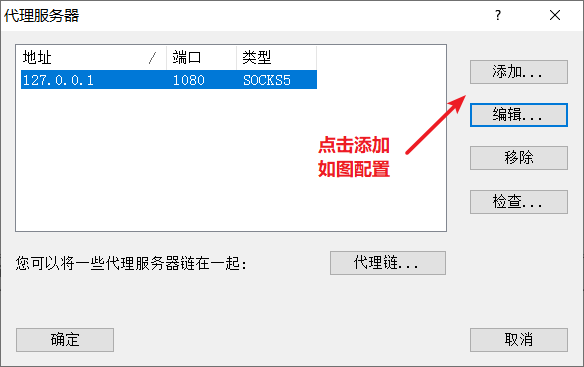 代理服务器
地址 / 端口 类型
127.0.0.1 1080 SOCKS5
添加...
编辑...
移除
检查...
点击添加
如图配置
您可以将一些代理服务器链在一起:
代理链...
确定
取消